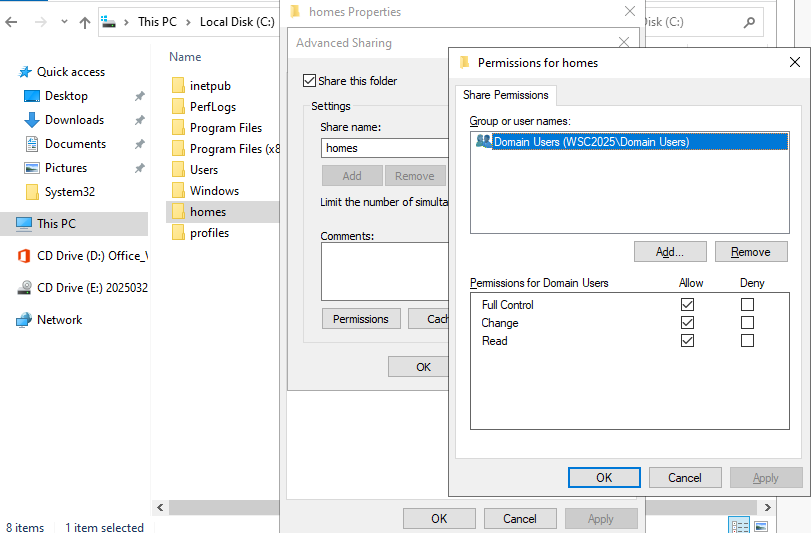 homes Properties
This PC
Local Disk (C:)
Disk (C:)
Advanced Sharing
Permissions for homes
Name
Quick access
Desktop
Downloads
Documents
Pictures
System32
This PC
CD Drive (D:) Office_
CD Drive (E:) 2025032
Network
inetpub
PerfLogs
Program Files
Program Files (x8
Users
Windows
homes
profiles
Share this folder
Settings
Share name:
homes
Add
Remove
Limit the number of simulta
Comments:
Permissions
Cach
OK
Share Permissions
Group or user names:
Domain Users (WSC2025\Domain Users)
Add...
Remove
Permissions for Domain Users
Allow
Deny
Full Control
Change
Read
OK
Cancel
Apply
OK
Cancel
Apply
8 items
1 item selected